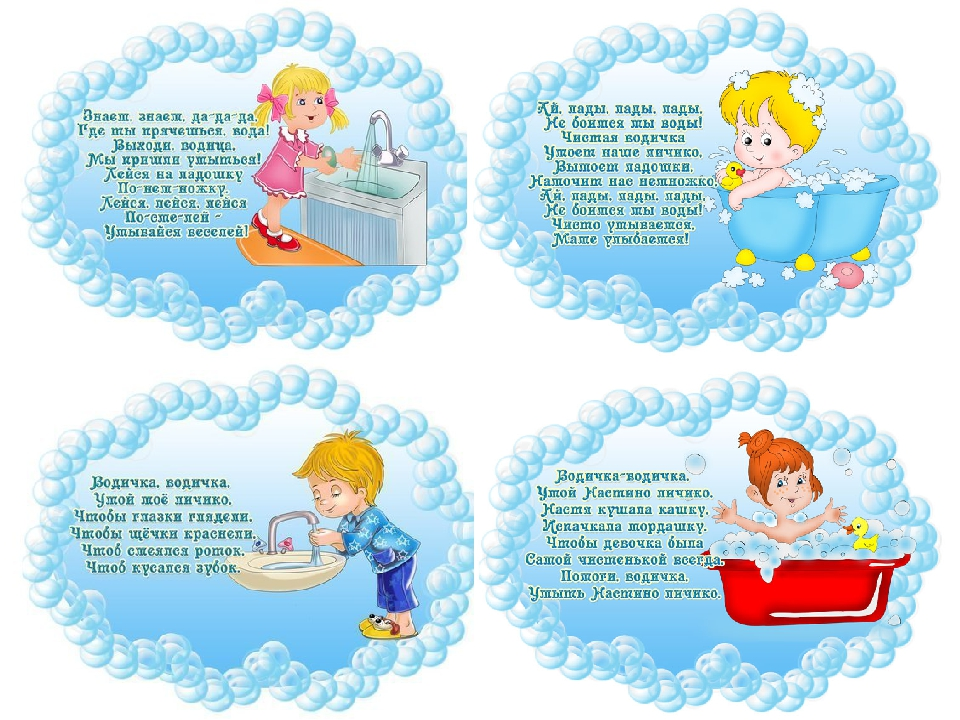 Знаем, знаем, да-да-да,
Где ты прячешься, вода!
Выходи, водица,
Мы пришли умыться!
Лейся на ладошку
По-нем-ножку,
Лейся, лейся, лейся
По-сме-лей -
Умывайся веселей!
Ай, лады, лады, лады,
Не боимся мы воды!
Чистая водичка
Умоет наше личико,
Вымоет ладошки,
Намочит нас немножко.
Ай, лады, лады, лады,
Не боимся мы воды!
Чисто умывается,
Маме улыбается!
Водичка, водичка,
Умой моё личико,
Чтобы глазки глядели,
Чтобы щёчки краснели,
Чтоб смеялся роток,
Чтоб кусался зубок.
Водичка-водичка,
Умой Настино личико,
Настя кушала кашку,
Испачкала мордашку.
Чтобы девочка была
Самой чистенькой всегда,
Помоги, водичка,
Умыть Настино личико.